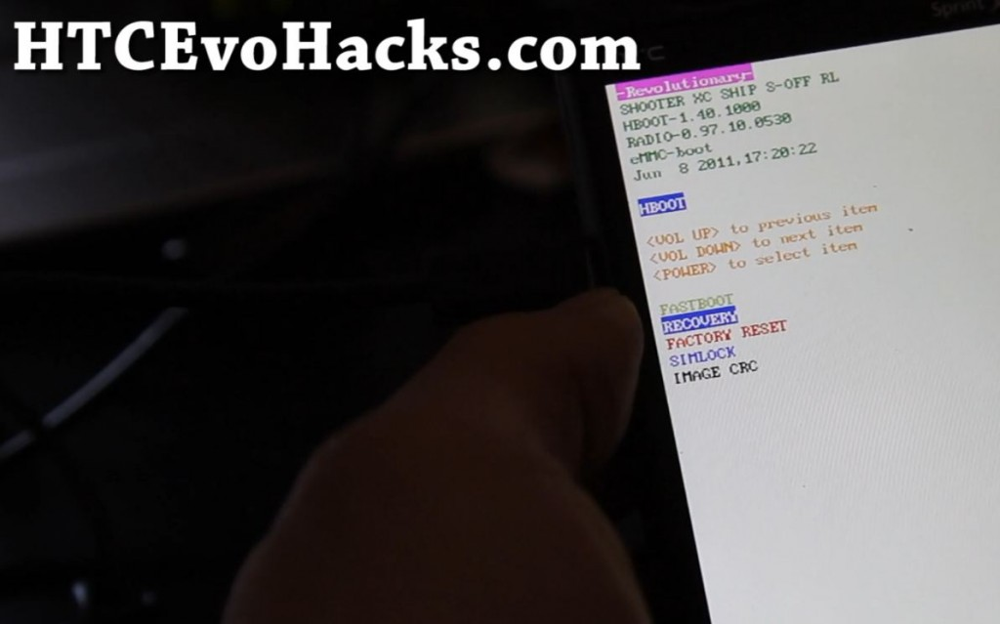 HTCEvoHacks.com
Sprint
-Revolutionary-
SHOOTER XC SHIP S-OFF RL
HBOOT-1.40.1000
RADIO-0.97.10.0530
eMMC-boot
Jun 8 2011,17:20:22
HBOOT
<VOL UP> to previous item
<VOL DOWN> to next item
<POWER> to select item
FASTBOOT
RECOVERY
FACTORY RESET
SIMLOCK
IMAGE CRC